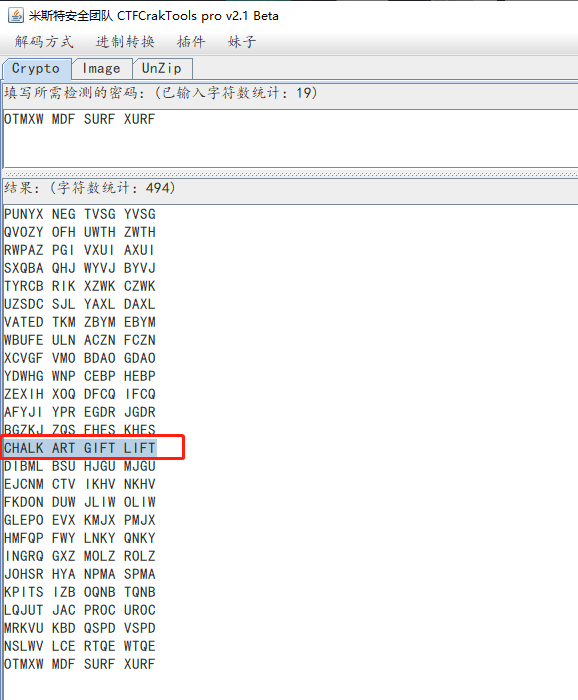 米斯特安全团队 CTFCrakTools pro v2.1 Beta
解码方式 进制转换 插件 妹子
Crypto Image UnZip
填写所需检测的密码：(已输入字符数统计：19)
OTMXW MDF SURF XURF
结果：(字符数统计：494)
PUNYX NEG TVSG YVSG
QVOZY OFH UWTH ZWTH
RWPAZ PGI VXUI AXUI
SXQBA QHJ WYVJ BYVJ
TYRCB RIK XZWK CZWK
UZSDC SJL YAXL DAXL
VATED TKM ZBYM EBYM
WBUFE ULN ACZN FCZN
XCVGF VMO BDAO GDAO
YDWHG WNP CEBP HEBP
ZEXIH XOQ DFCQ IFCQ
AFYJI YPR EGDR JGDR
BGZKJ ZQS FHES KHES
CHALK ART GIFT LIFT
DIBML BSU HJGU MJGU
EJCNM CTV IKHV NKHV
FKDON DUW JLIW OLIW
GLEPO EVX KMJX PMJX
HMFQP FWY LNKY QNKY
INGRQ GXZ MOLZ ROLZ
JOHSR HYA NPMA SPMA
KPITS IZB OQNB TQNB
LQJUT JAC PROC UROC
MRKVU KBD QSPD VSPD
NSLWV LCE RTQE WTQE
OTMXW MDF SURF XURF